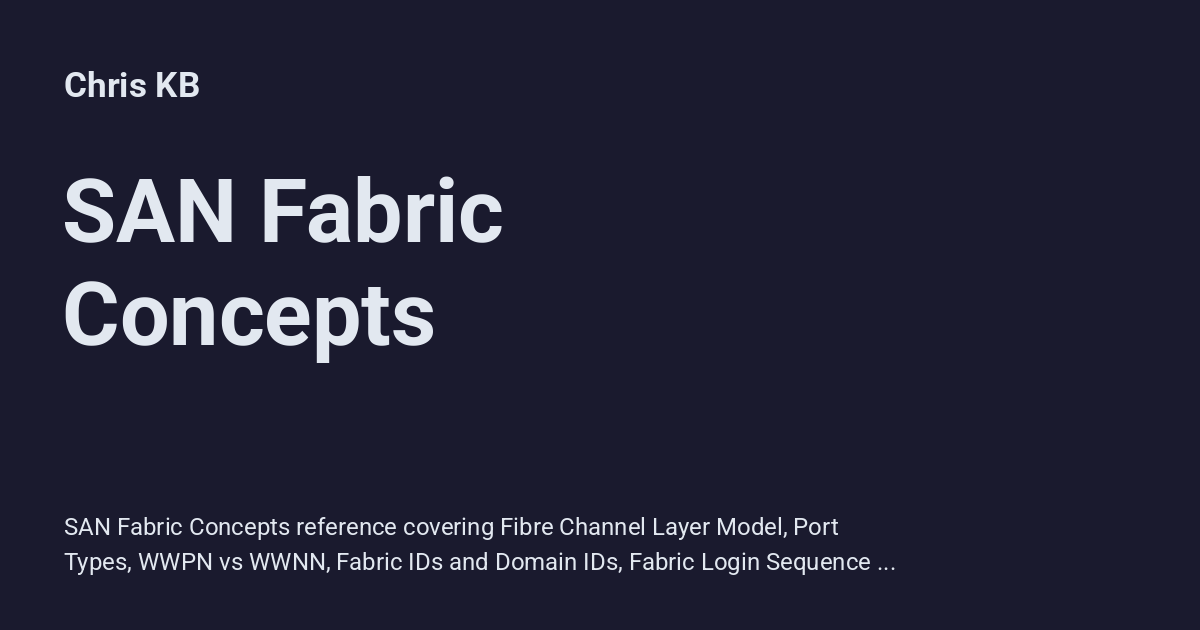 Chris KB
SAN Fabric
Concepts
SAN Fabric Concepts reference covering Fibre Channel Layer Model, Port
Types, WWPN vs WWNN, Fabric IDs and Domain IDs, Fabric Login Sequence ...